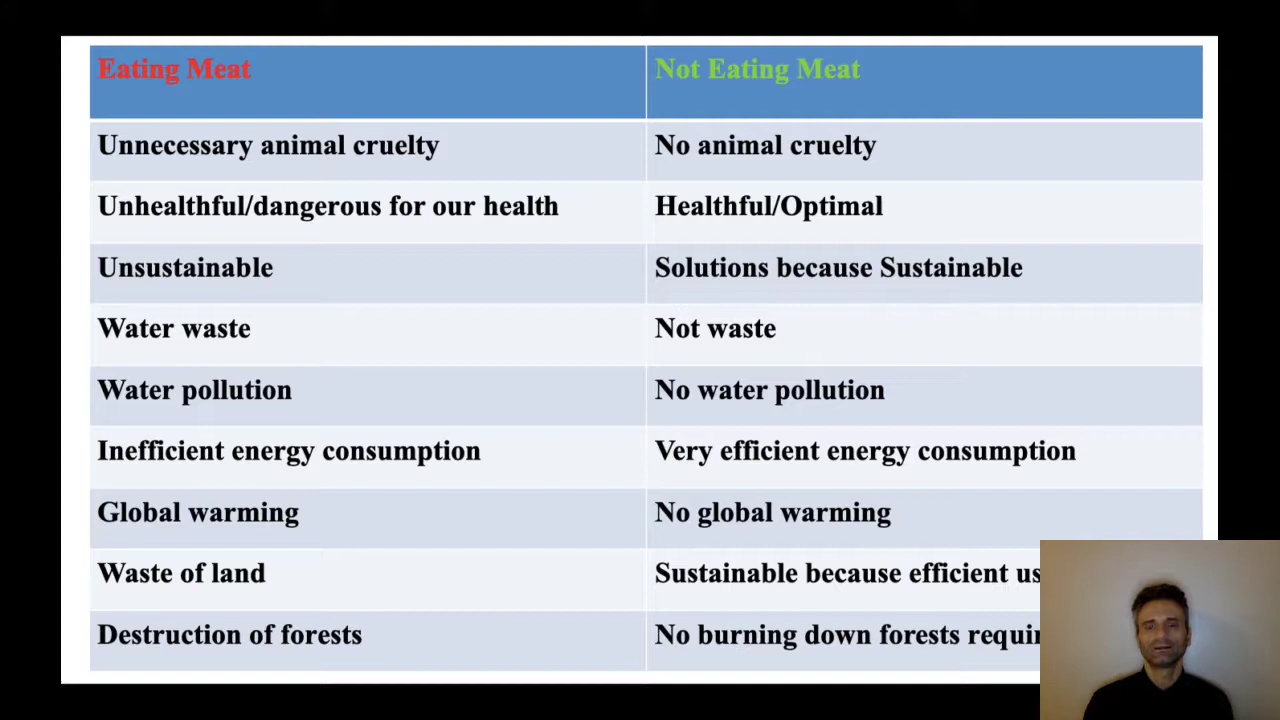 Eating Meat
Not Eating Meat
Unnecessary animal cruelty
No animal cruelty
Unhealthful/dangerous for our health
Healthful/Optimal
Unsustainable
Solutions because Sustainable
Water waste
Not waste
Water pollution
No water pollution
Inefficient energy consumption
Very efficient energy consumption
Global warming
No global warming
Waste of land
Sustainable because efficient
Destruction of forests
No burning down forests